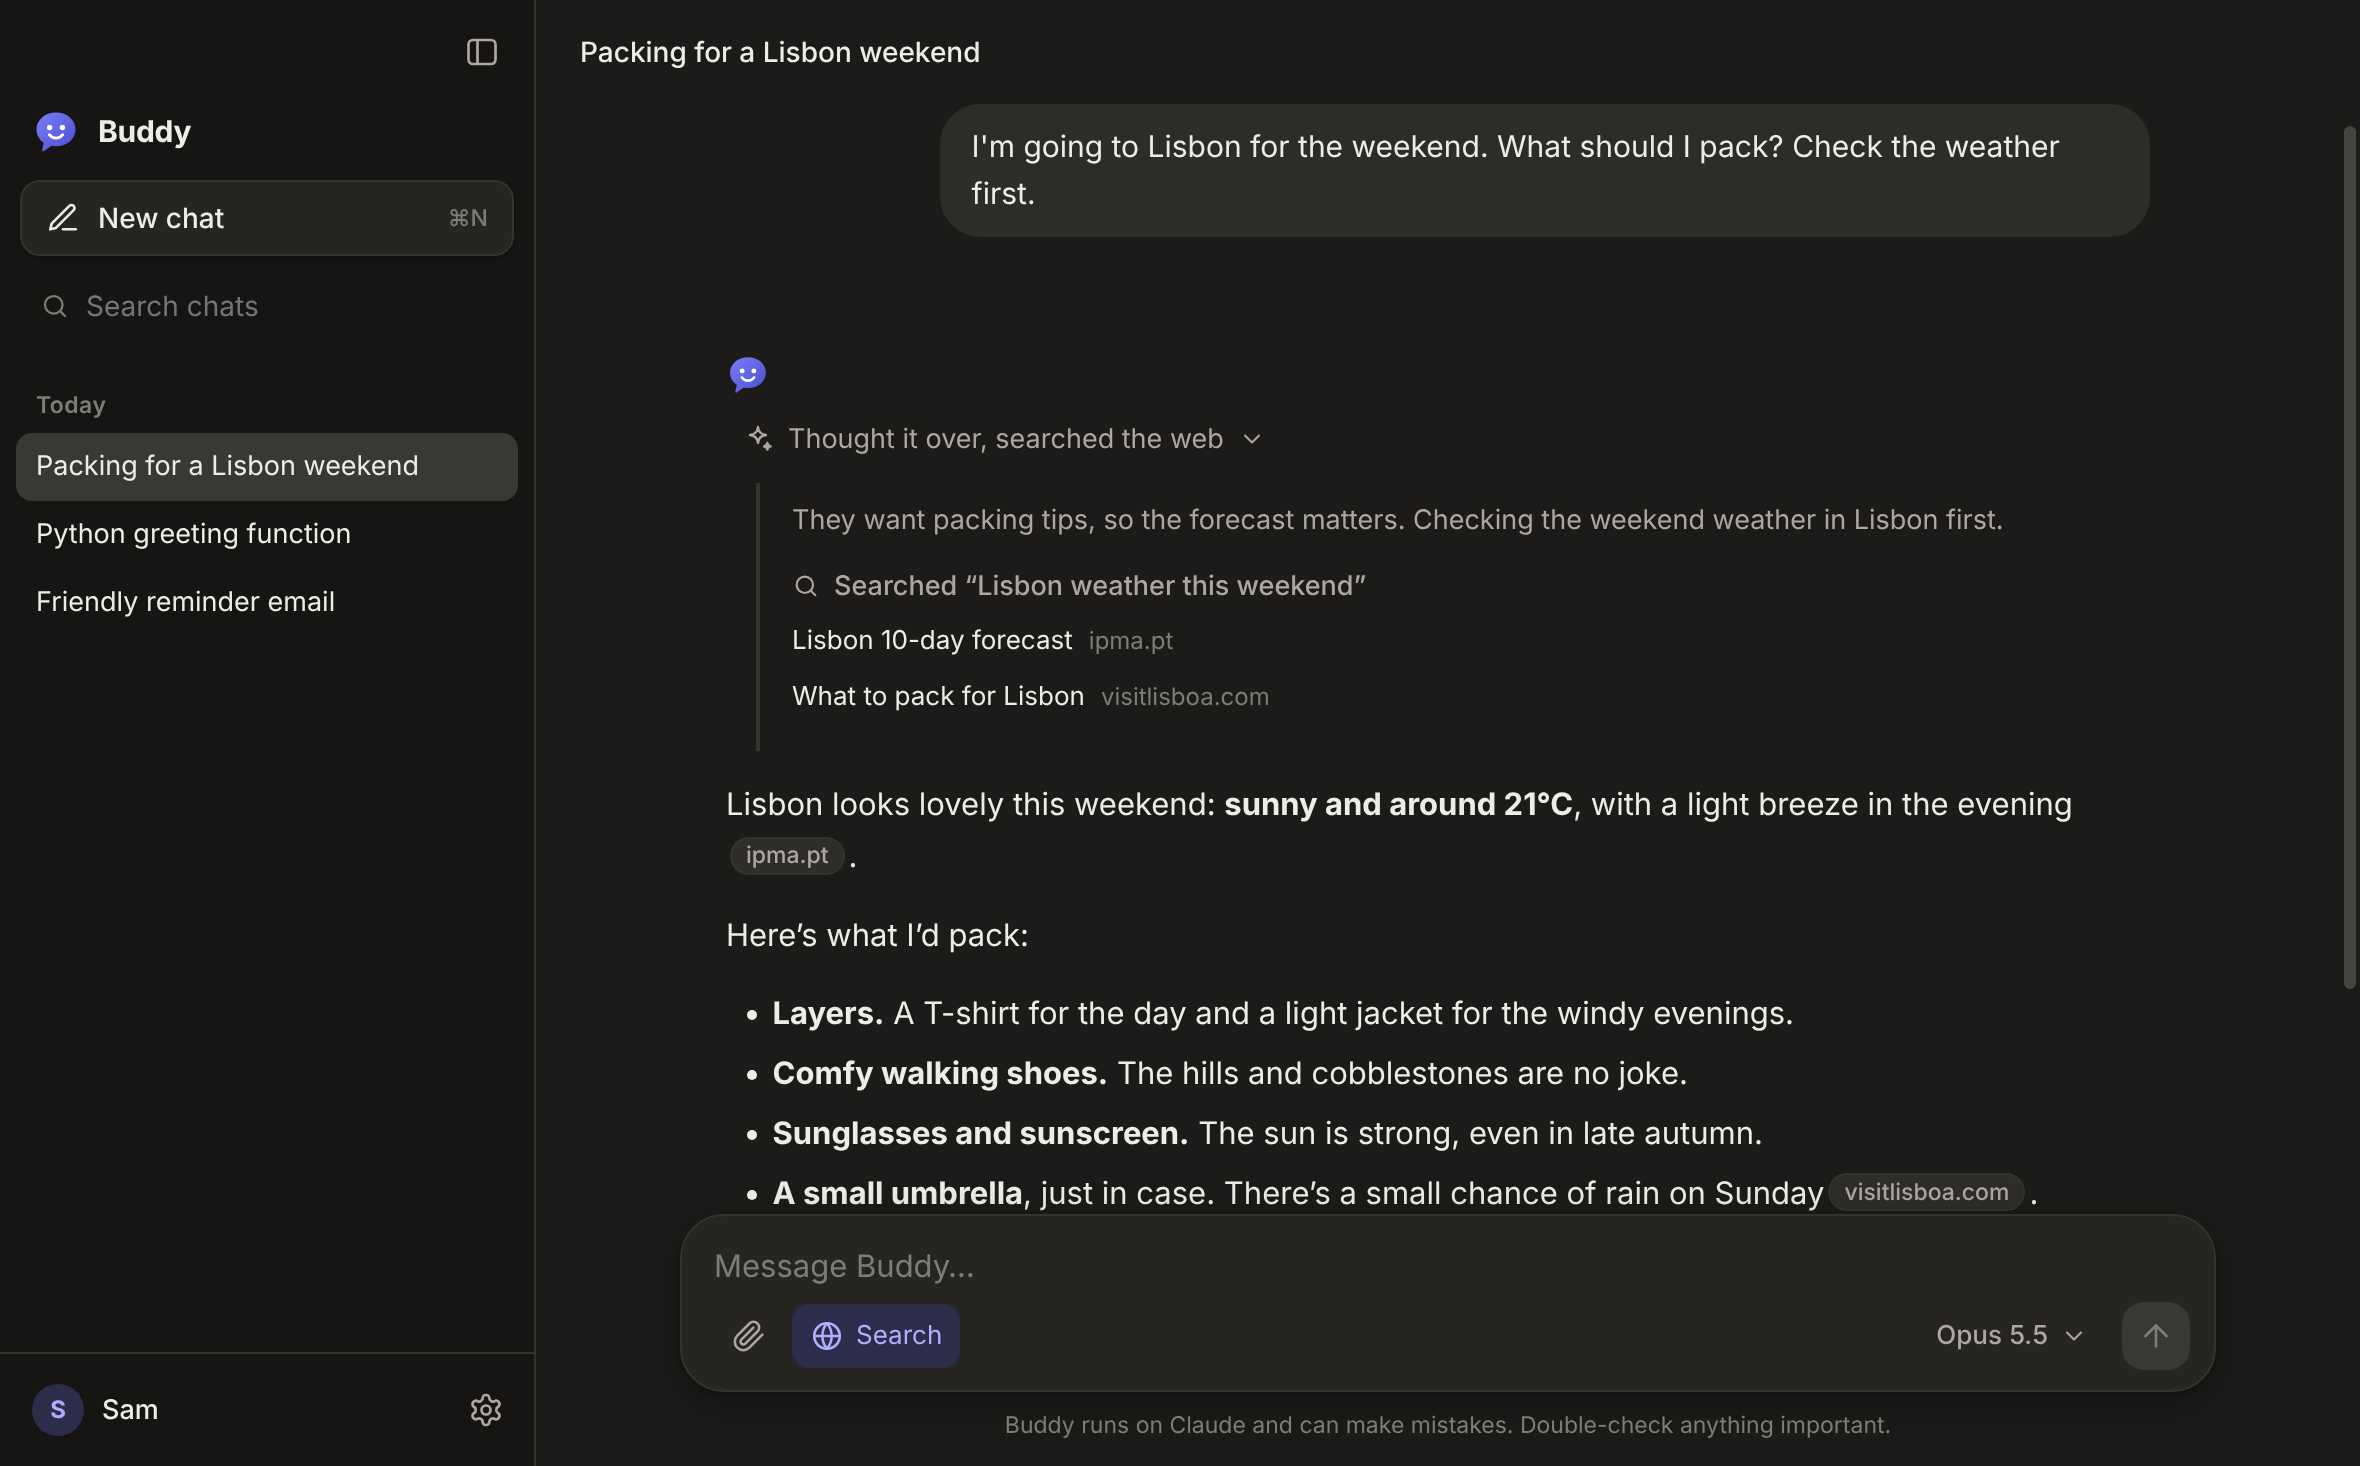 Buddy
New chat
⌘N
Search chats
Today
Packing for a Lisbon weekend
Python greeting function
Friendly reminder email
S
Sam
Packing for a Lisbon weekend
I'm going to Lisbon for the weekend. What should I pack? Check the weather
first.
Thought it over, searched the web
They want packing tips, so the forecast matters. Checking the weekend weather in Lisbon first.
Searched “Lisbon weather this weekend”
Lisbon 10-day forecast ipma.pt
What to pack for Lisbon visitlisboa.com
Lisbon looks lovely this weekend: sunny and around 21°C, with a light breeze in the evening
ipma.pt .
Here’s what I’d pack:
• Layers. A T-shirt for the day and a light jacket for the windy evenings.
• Comfy walking shoes. The hills and cobblestones are no joke.
• Sunglasses and sunscreen. The sun is strong, even in late autumn.
• A small umbrella, just in case. There’s a small chance of rain on Sunday visitlisboa.com .
Message Buddy...
Search
Opus 5.5
Buddy runs on Claude and can make mistakes. Double-check anything important.